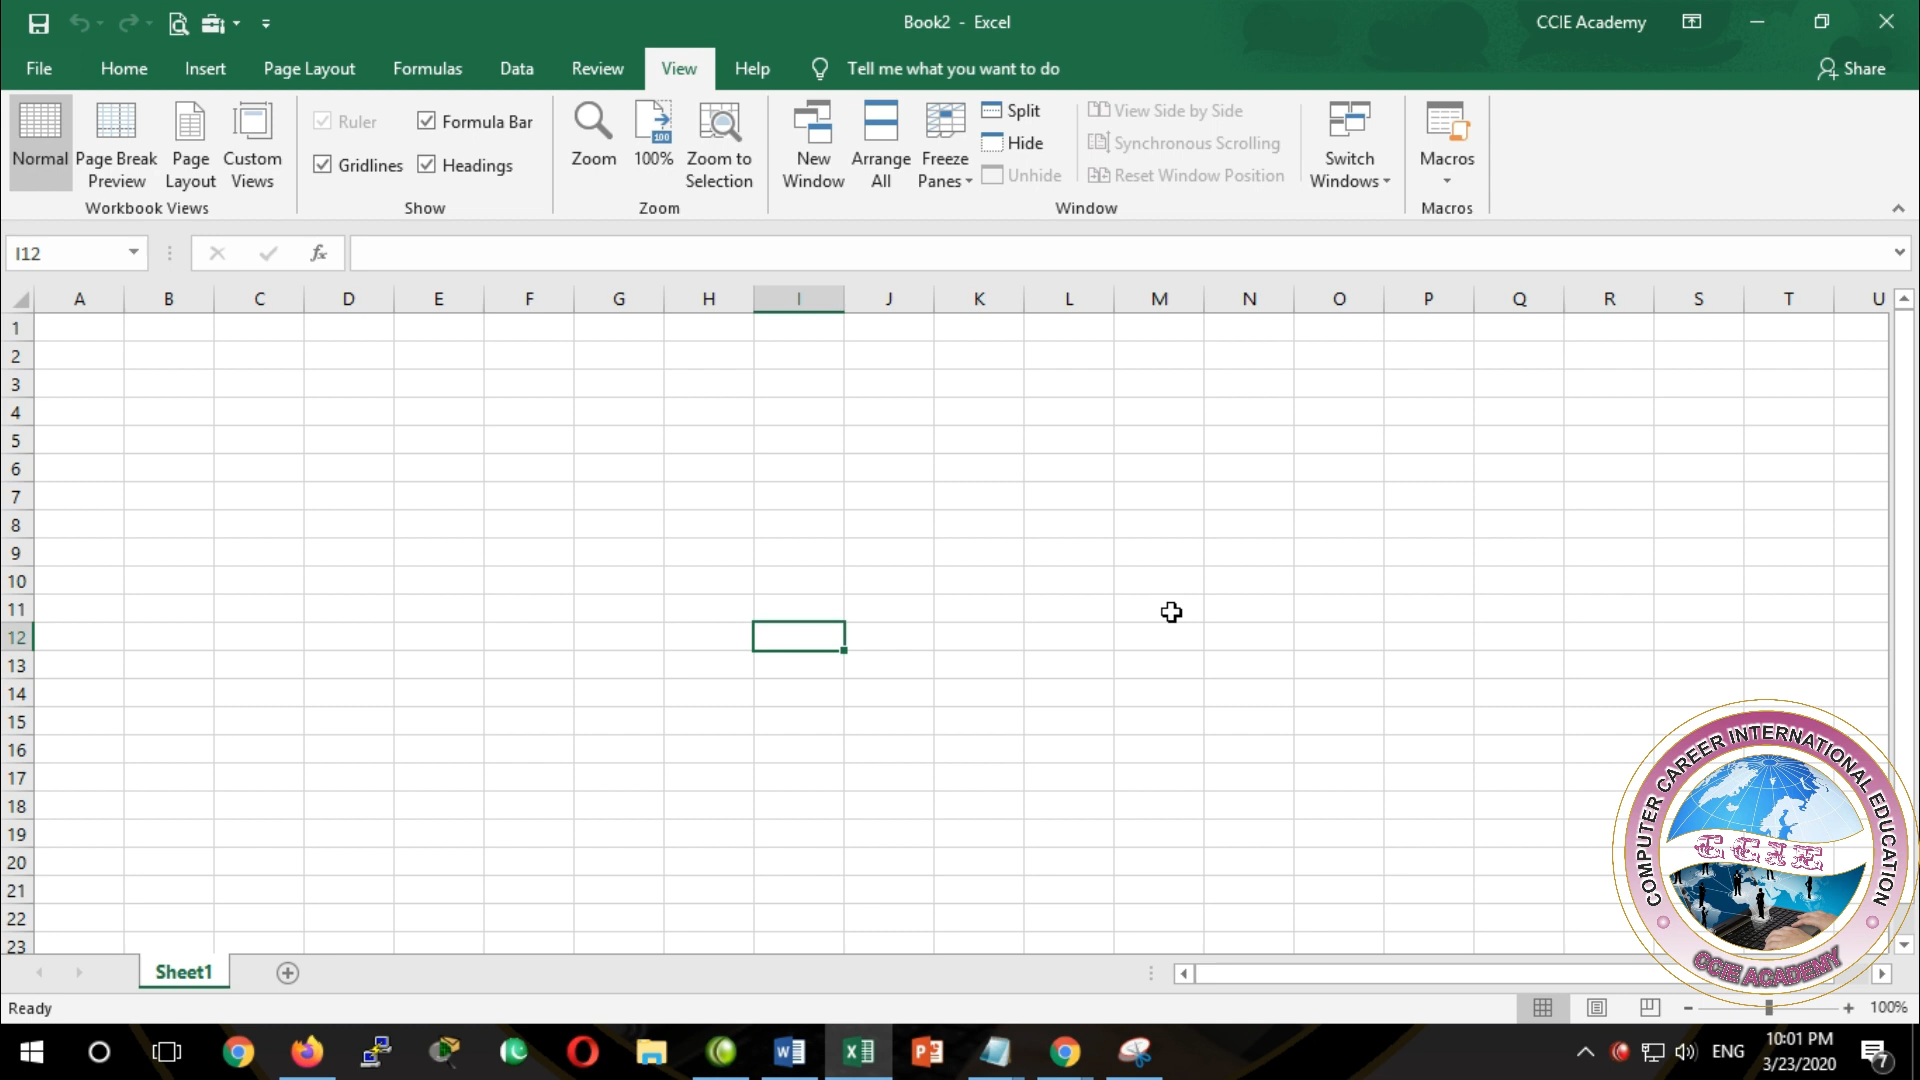 Book2 - Excel
CCIE Academy
File Home Insert Page Layout Formulas Data Review View Help Tell me what you want to do Share
Normal
Page Break Preview
Page Layout
Custom Views
Workbook Views
Ruler
Formula Bar
Gridlines
Headings
Show
Zoom
100%
100
Zoom to Selection
Zoom
New Window
Arrange All
Freeze Panes
Split
Hide
Unhide
View Side by Side
Synchronous Scrolling
Reset Window Position
Switch Windows
Window
Macros
Macros
I12
fx
A B C D E F G H I J K L M N O P Q R S T U
1
2
3
4
5
6
7
8
9
10
11
12
13
14
15
16
17
18
19
20
21
22
23
COMPUTER CAREER INTERNATIONAL EDUCATION
CCIE
CCIE ACADEMY
Sheet1
Ready
100%
ENG
10:01 PM
3/23/2020
7